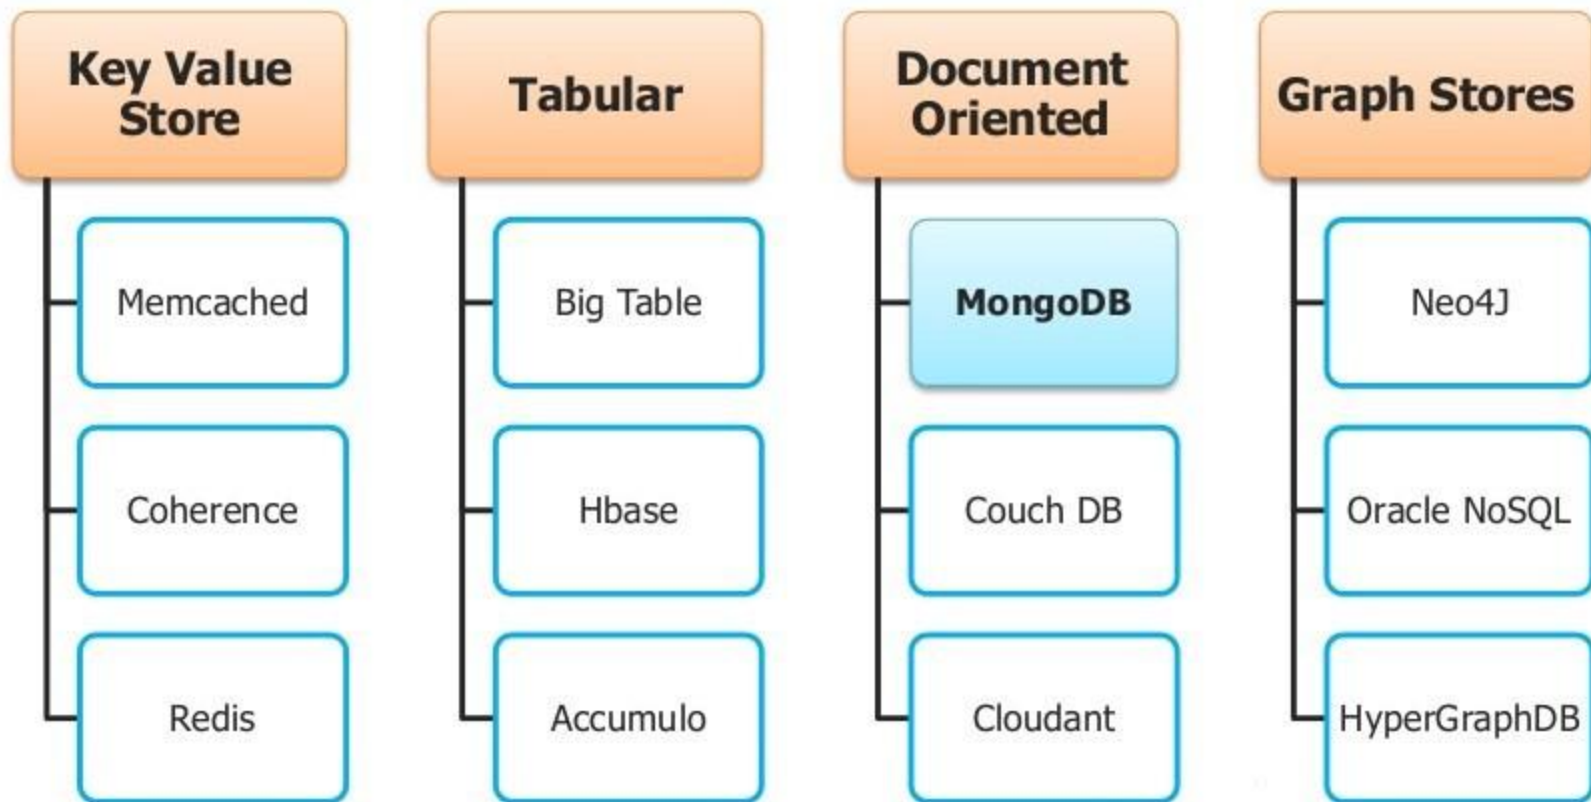 Key Value
Store
Tabular
Document
Oriented
Graph Stores
Memcached
Big Table
MongoDB
Neo4J
Coherence
Hbase
Couch DB
Oracle NoSQL
Redis
Accumulo
Cloudant
HyperGraphDB